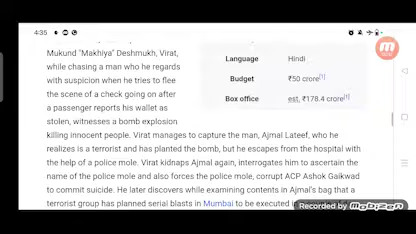 4:35
Mukund "Makhiya" Deshmukh, Virat,
while chasing a man who he regards
with suspicion when he tries to flee
the scene of a check going on after
a passenger reports his wallet as
stolen, witnesses a bomb explosion
killing innocent people. Virat manages to capture the man, Ajmal Lateef, who he
realizes is a terrorist and has planted the bomb, but he escapes from the hospital with
the help of a police mole. Virat kidnaps Ajmal again, interrogates him to ascertain the
name of the police mole and also forces the police mole, corrupt ACP Ashok Gaikwad
to commit suicide. He later discovers while examining contents in Ajmal's bag that a
terrorist group has planned serial blasts in Mumbai to be executed
Language Hindi
Budget ₹50 crore[1]
Box office est. ₹178.4 crore[1]
Recorded by Mobizen